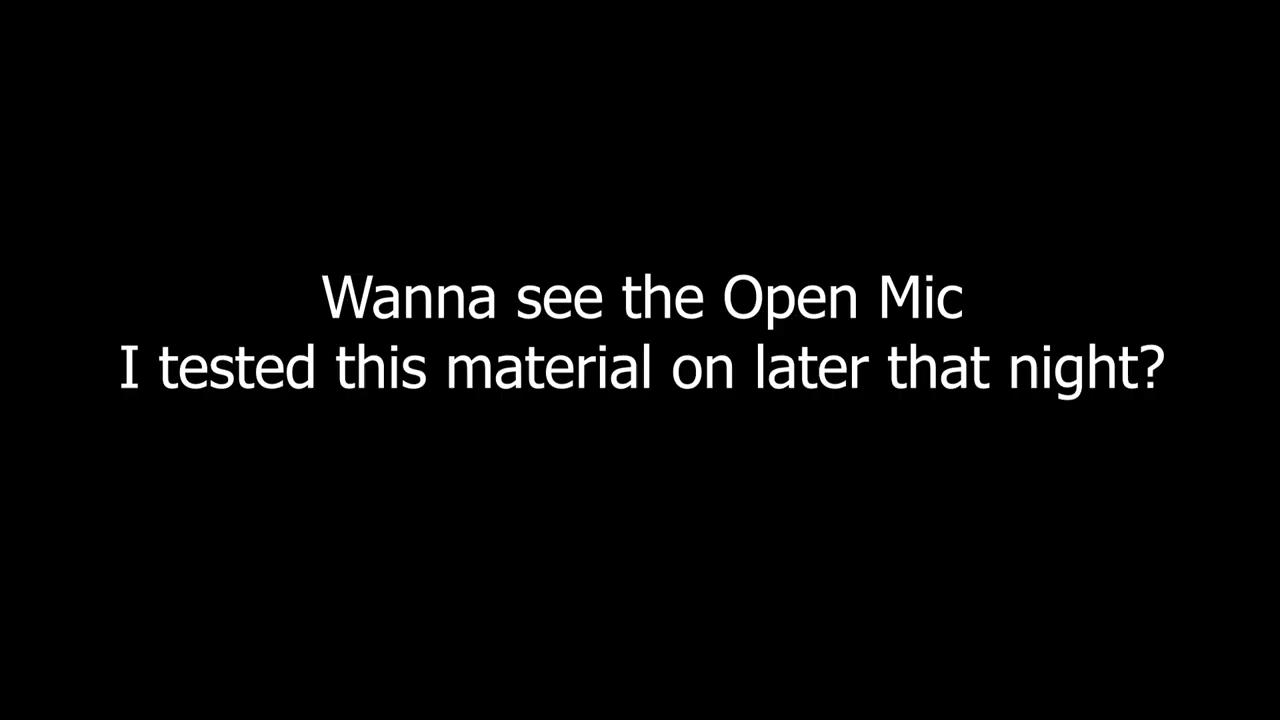 Wanna see the Open Mic
I tested this material on later that night?